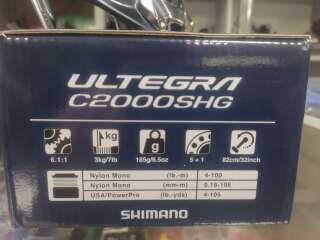 ULTEGRA
C2000SHG
kg
g
6.1:1 3kg/7lb 185g/6.5oz 5+1 82cm/32inch
Nylon Mono (lb.-m) 4-100
Nylon Mono (mm-m) 0.16-105
USA/PowerPro (lb.-yds) 4-105
SHIMANO